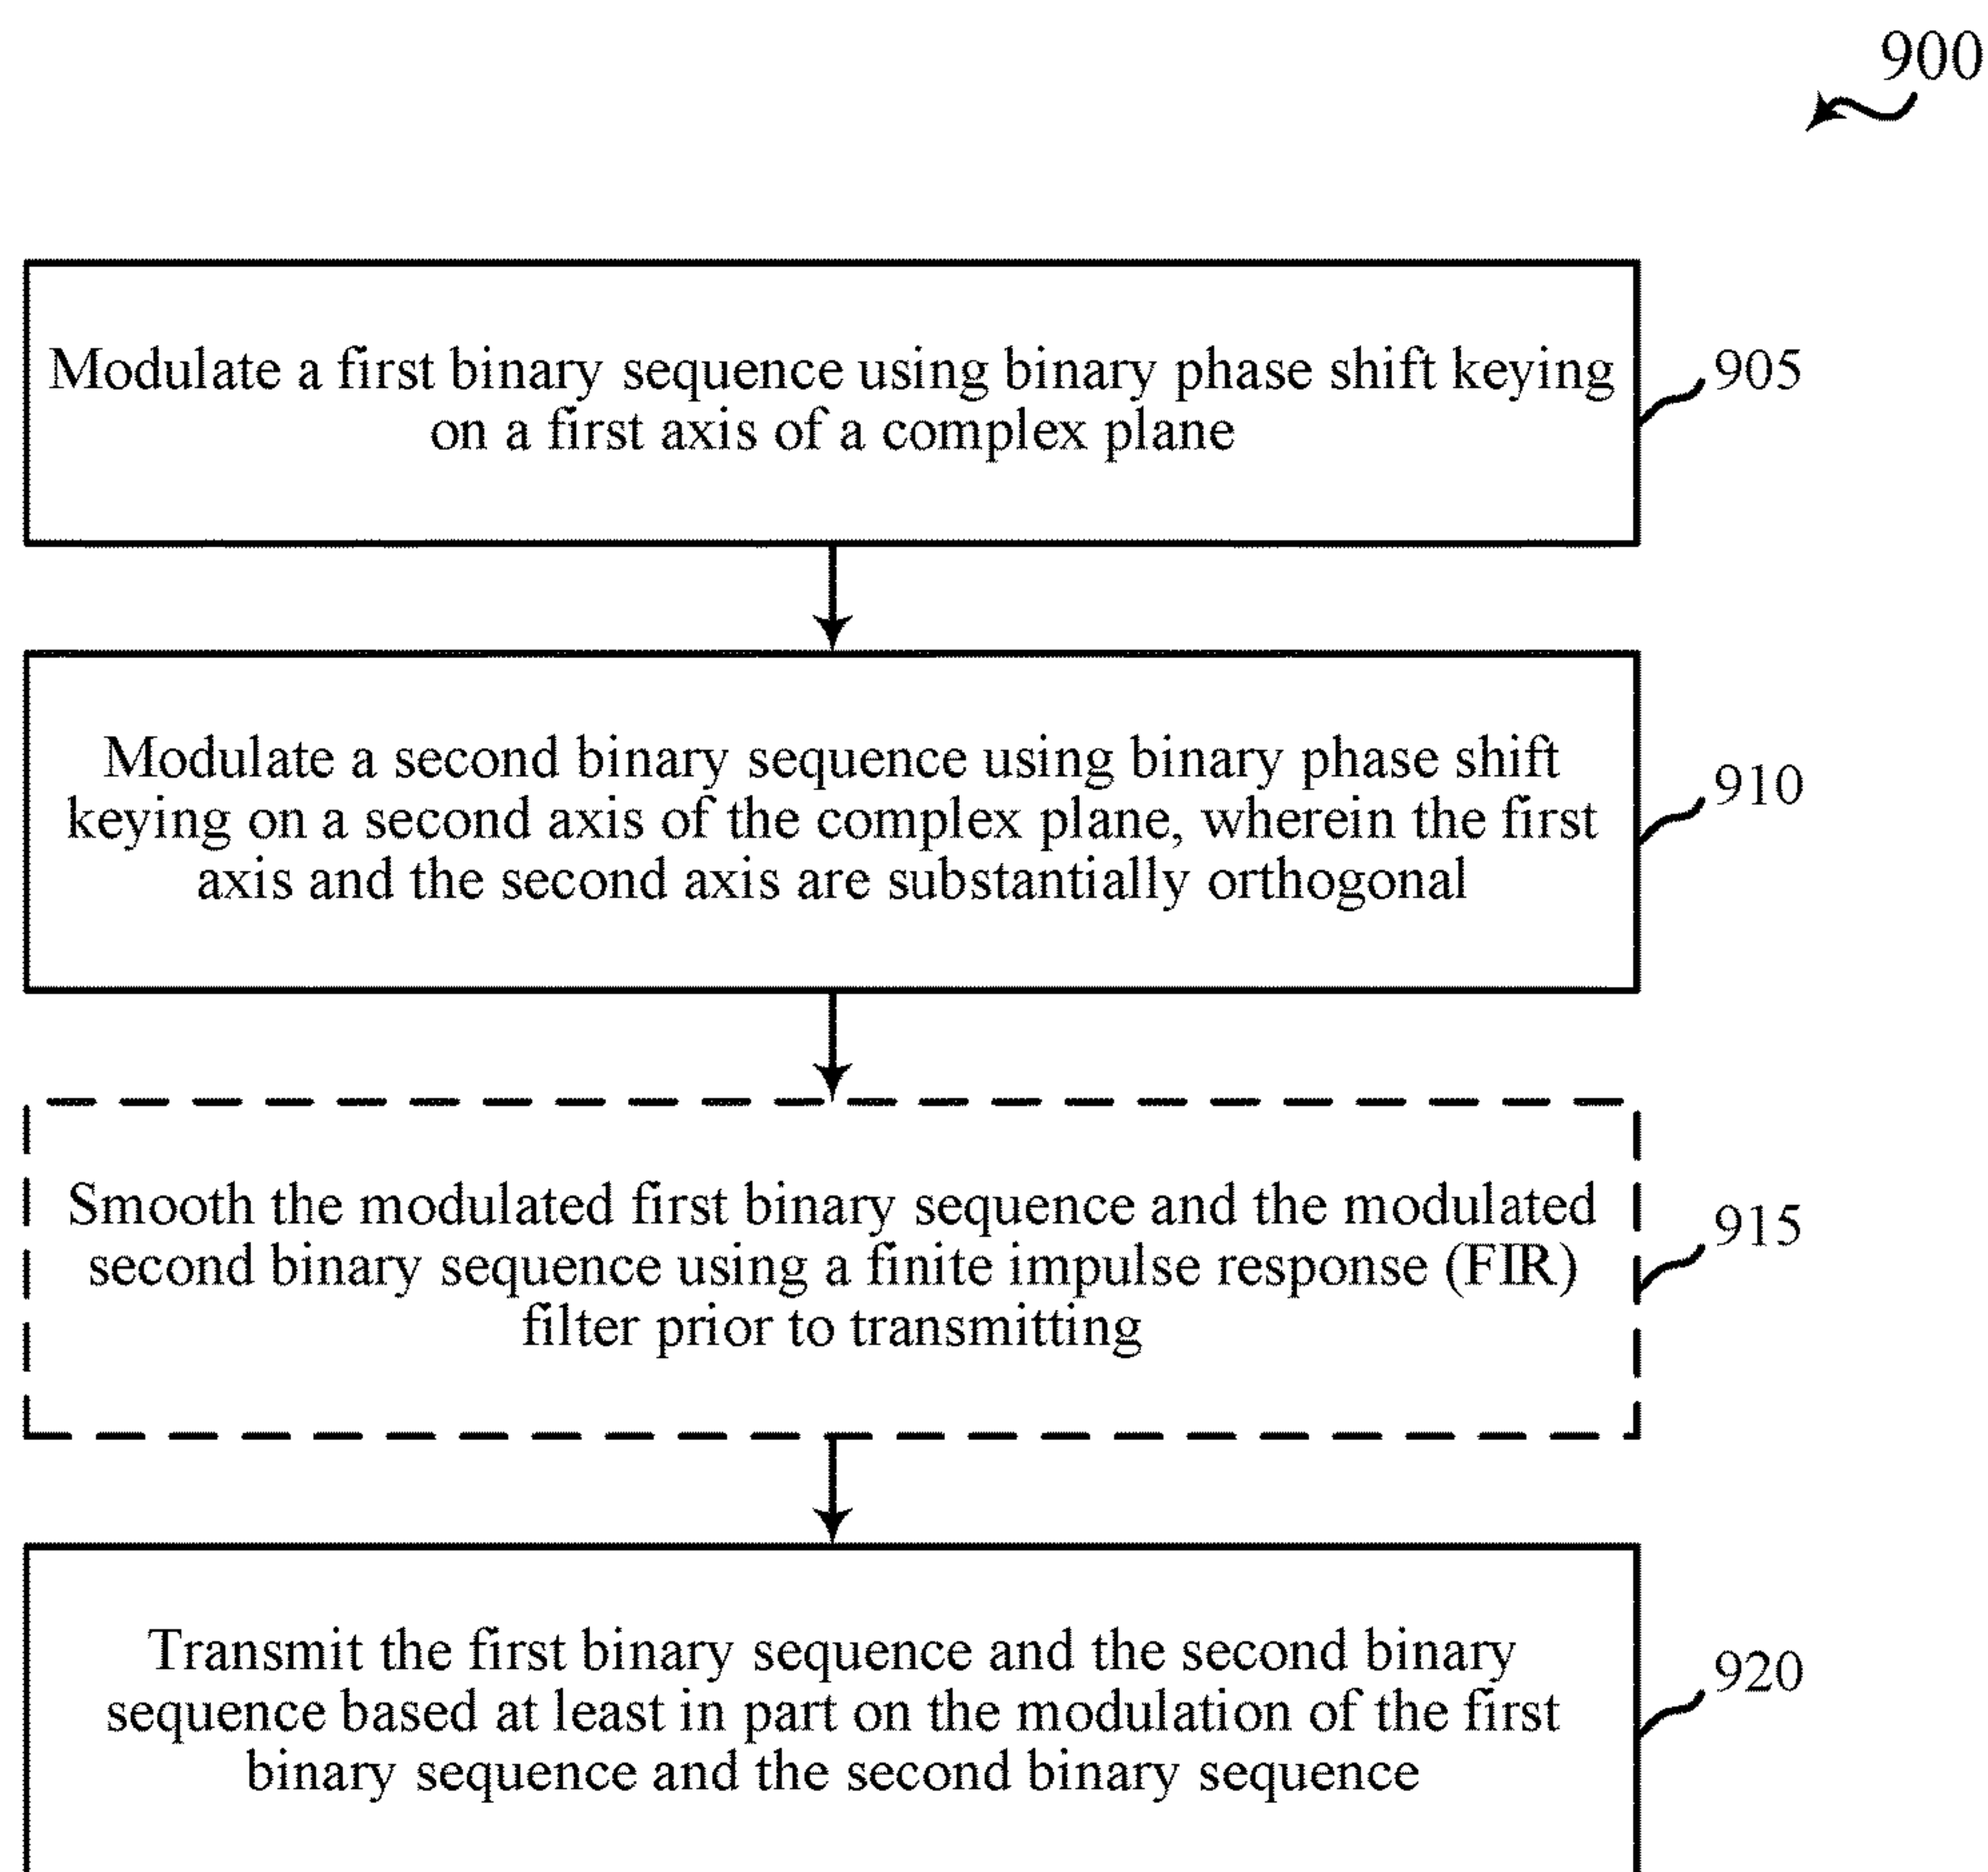 900
Modulate a first binary sequence using binary phase shift keying
on a first axis of a complex plane
905
Modulate a second binary sequence using binary phase shift
keying on a second axis of the complex plane, wherein the first
axis and the second axis are substantially orthogonal
910
Smooth the modulated first binary sequence and the modulated
second binary sequence using a finite impulse response (FIR)
filter prior to transmitting
915
Transmit the first binary sequence and the second binary
sequence based at least in part on the modulation of the first
binary sequence and the second binary sequence
920